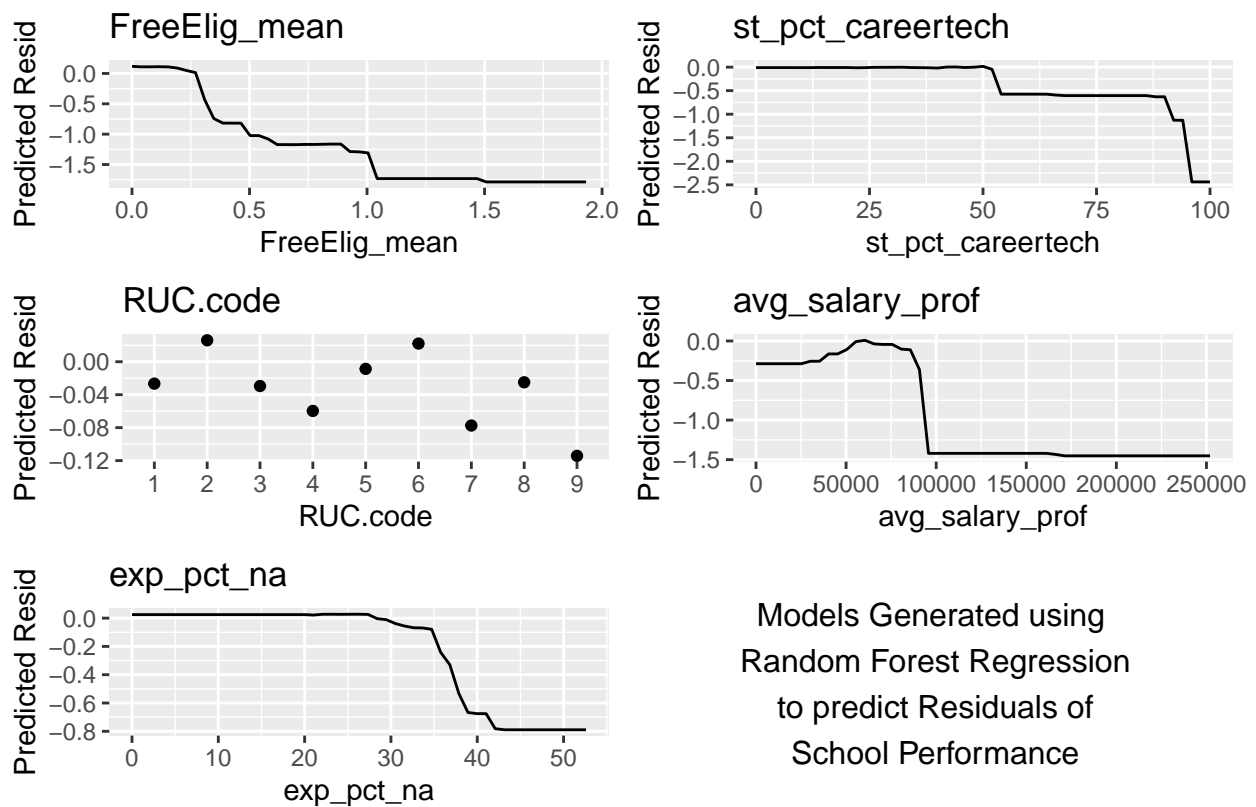 FreeElig_mean
Predicted Resid
0.0
−0.5
−1.0
−1.5
0.0 0.5 1.0 1.5 2.0
FreeElig_mean
st_pct_careertech
Predicted Resid
0.0
−0.5
−1.0
−1.5
−2.0
−2.5
0 25 50 75 100
st_pct_careertech
RUC.code
Predicted Resid
0.00
−0.04
−0.08
−0.12
1 2 3 4 5 6 7 8 9
RUC.code
avg_salary_prof
Predicted Resid
0.0
−0.5
−1.0
−1.5
0 50000 100000 150000 200000 250000
avg_salary_prof
exp_pct_na
Predicted Resid
0.0
−0.2
−0.4
−0.6
−0.8
0 10 20 30 40 50
exp_pct_na
Models Generated using
Random Forest Regression
to predict Residuals of
School Performance